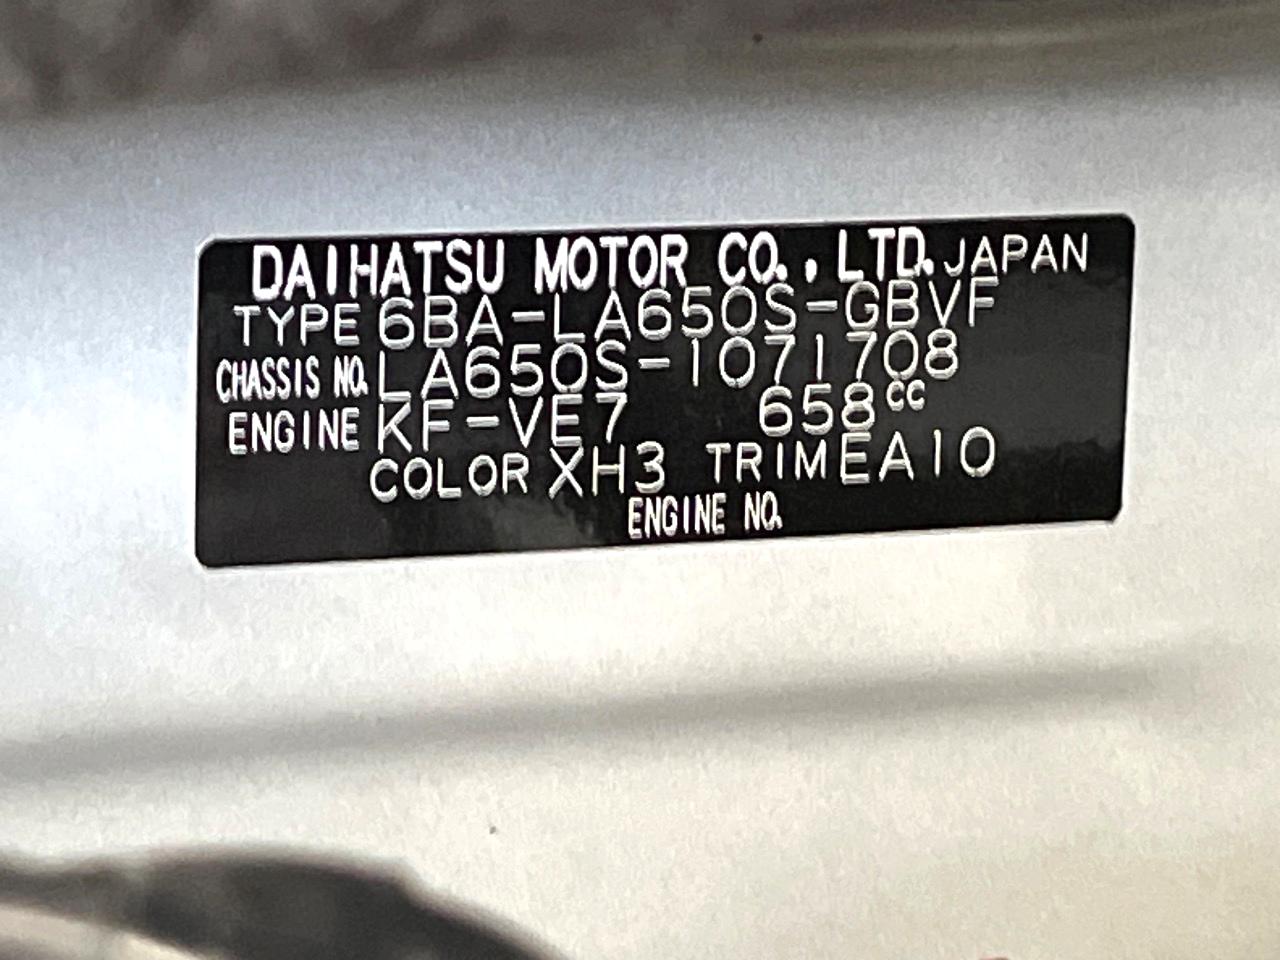 DAIHATSU MOTOR CO., LTD. JAPAN
TYPE 6BA-LA650S-GBVF
CHASSIS NO. LA650S-1071708
ENGINE KF-VE7 658cc
COLOR XH3 TRIM EA10
ENGINE NO.